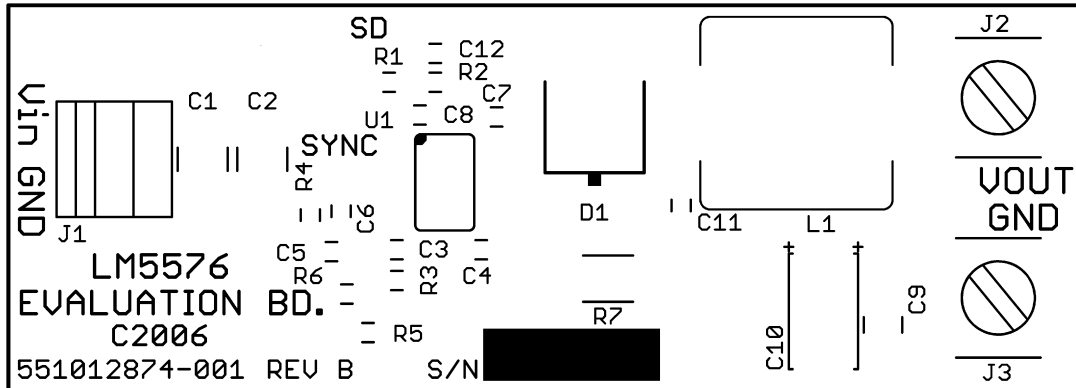 SD
J2
R1
C12
R2
C1
C2
C7
U1
C8
SYNC
Vin GND
R4
VOUT
GND
J1
C6
D1
C11
L1
C5
C3
C4
R6
R3
LM5576
EVALUATION BD.
C2006
R5
R7
C10
C9
551012874-001 REV B
S/N
J3